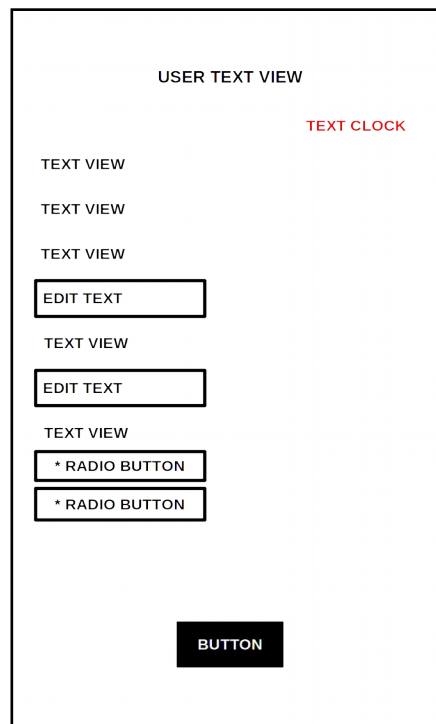 USER TEXT VIEW
TEXT CLOCK
TEXT VIEW
TEXT VIEW
TEXT VIEW
EDIT TEXT
TEXT VIEW
EDIT TEXT
TEXT VIEW
* RADIO BUTTON
* RADIO BUTTON
BUTTON